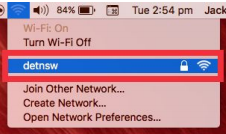 84% Tue 2:54 pm Jack
Wi-Fi: On
Turn Wi-Fi Off
detnsw
Join Other Network...
Create Network...
Open Network Preferences...